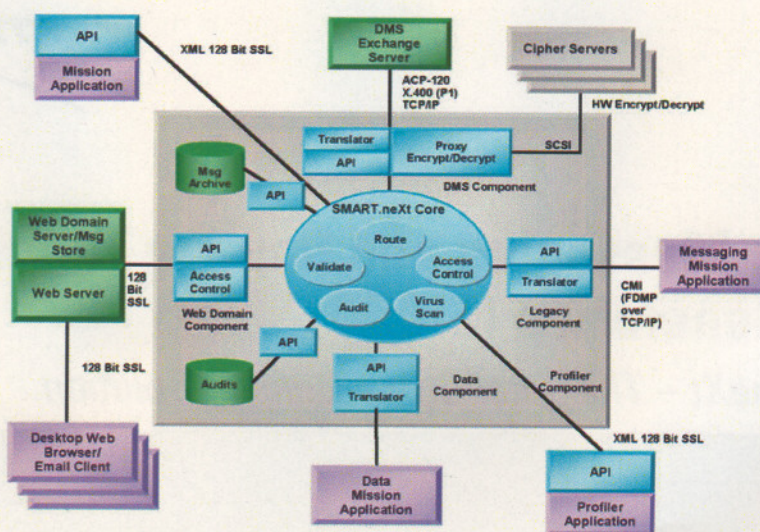 API
Mission
Application
XML 128 Bit SSL
DMS
Exchange
Server
ACP-120
X.400 (P1)
TCP/IP
Cipher Servers
HW Encrypt/Decrypt
SCSI
Translator
API
Proxy
Encrypt/Decrypt
DMS Component
Msg
Archive
API
SMART.neXt Core
Route
Validate
Access
Control
Audit
Virus
Scan
Web Domain
Server/Msg
Store
Web Server
128
Bit
SSL
API
Access
Control
Web Domain
Component
API
Translator
Legacy
Component
CMI
(FDMP
over
TCP/IP)
Messaging
Mission
Application
128 Bit SSL
API
Audits
API
Translator
Data
Component
Profiler
Component
XML 128 Bit SSL
Desktop Web
Browser/
Email Client
Data
Mission
Application
API
Profiler
Application